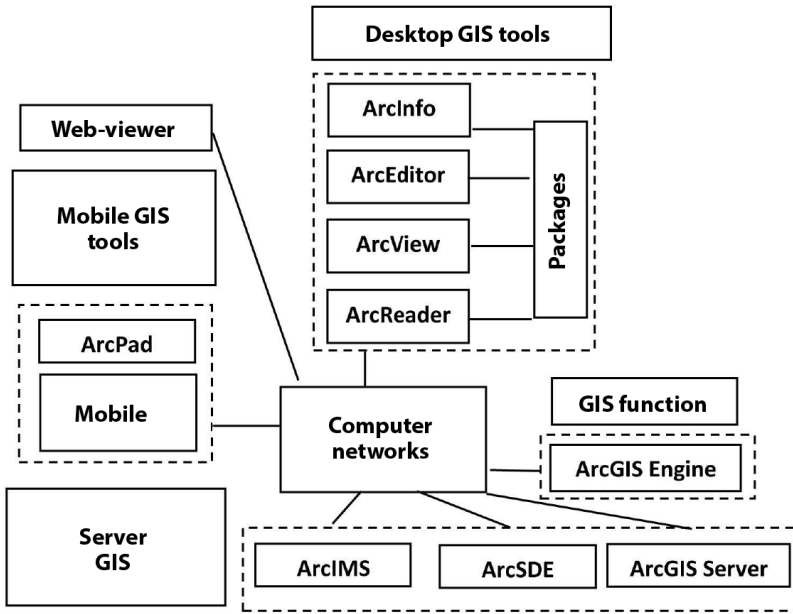 Desktop GIS tools
ArcInfo
Web-viewer
ArcEditor
Packages
Mobile GIS
tools
ArcView
ArcReader
ArcPad
Mobile
Computer
networks
GIS function
ArcGIS Engine
Server
GIS
ArcIMS
ArcSDE
ArcGIS Server